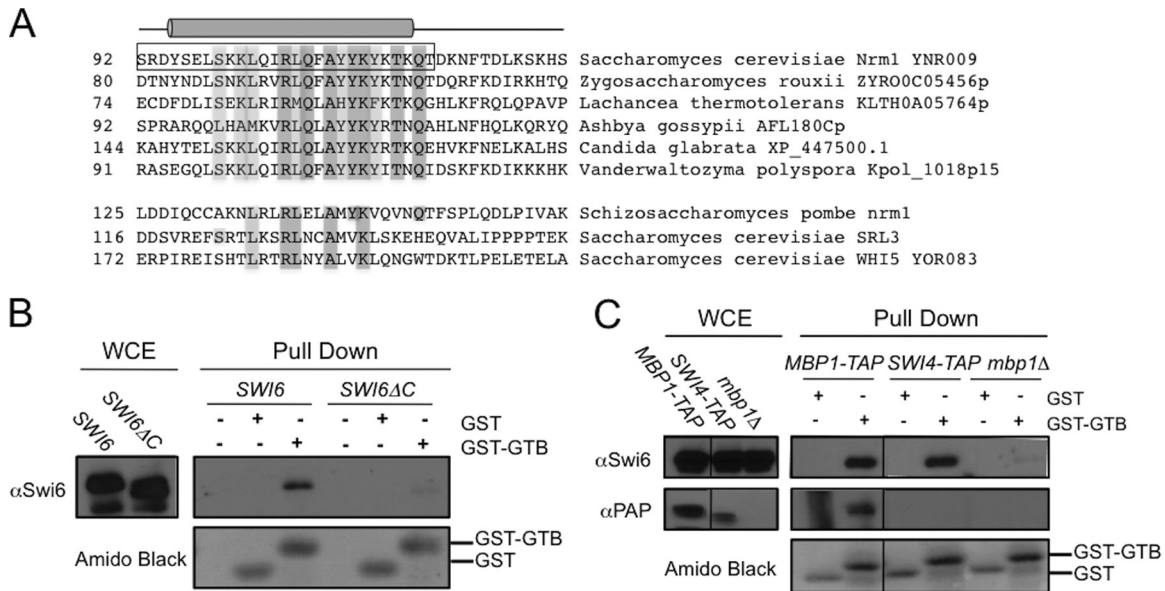 A
92 SRDYSELSKKLQIRLQFAYYKYKTKQTDKNFTDLKSKHS Saccharomyces cerevisiae Nrm1 YNR009
80 DTNYNDLSNKLRVRLQFAYYKYKTNQTDRKFDDIRKHTQ Zygosaccharomyces rouxii ZYRO0C05456p
74 ECDFDLISEKLRIRMQLAHYKFKTKQGHLKFRQLQPAVP Lachancea thermotolerans KLTH0A05764p
92 SPRARQQLHAMKVRLQLAYYKYRTNQAHLNFHQLKQRYQ Ashbya gossypii AFL180Cp
144 KAHYTELSKKLQIRLQFAYYKYKTKQCEHKVFNELKALHS Candida glabrata XP_447500.1
91 RASEGQLSKKLQIRLQFAYYKYITNQIDSKFDDIKKKHK Vanderwaltozyma polyspora Kpol_1018p15
125 LDDIQCCAKNLRLRLELAMYKVQVNQTFSPLQDLPIVAK Schizosaccharomyces pombe nrm1
116 DDSVREFSRTLKSRLNCAMVKLSKEHEQVALIPPPPTEK Saccharomyces cerevisiae SRL3
172 ERPIREISHTLRTRLNYALVKLQNGWTDKTLPELETELA Saccharomyces cerevisiae WHI5 YOR083
B
WCE Pull Down
SWI6 SWI6ΔC SWI6 SWI6ΔC
- + - - + - GST
- - + - - + GST-GTB
αSwi6
Amido Black
GST-GTB
GST
C
WCE Pull Down
MBP1-TAP SWI4-TAP mbp1Δ MBP1-TAP SWI4-TAP mbp1Δ
+ - + - + - GST
- + - + - + GST-GTB
αSwi6
αPAP
Amido Black
GST-GTB
GST